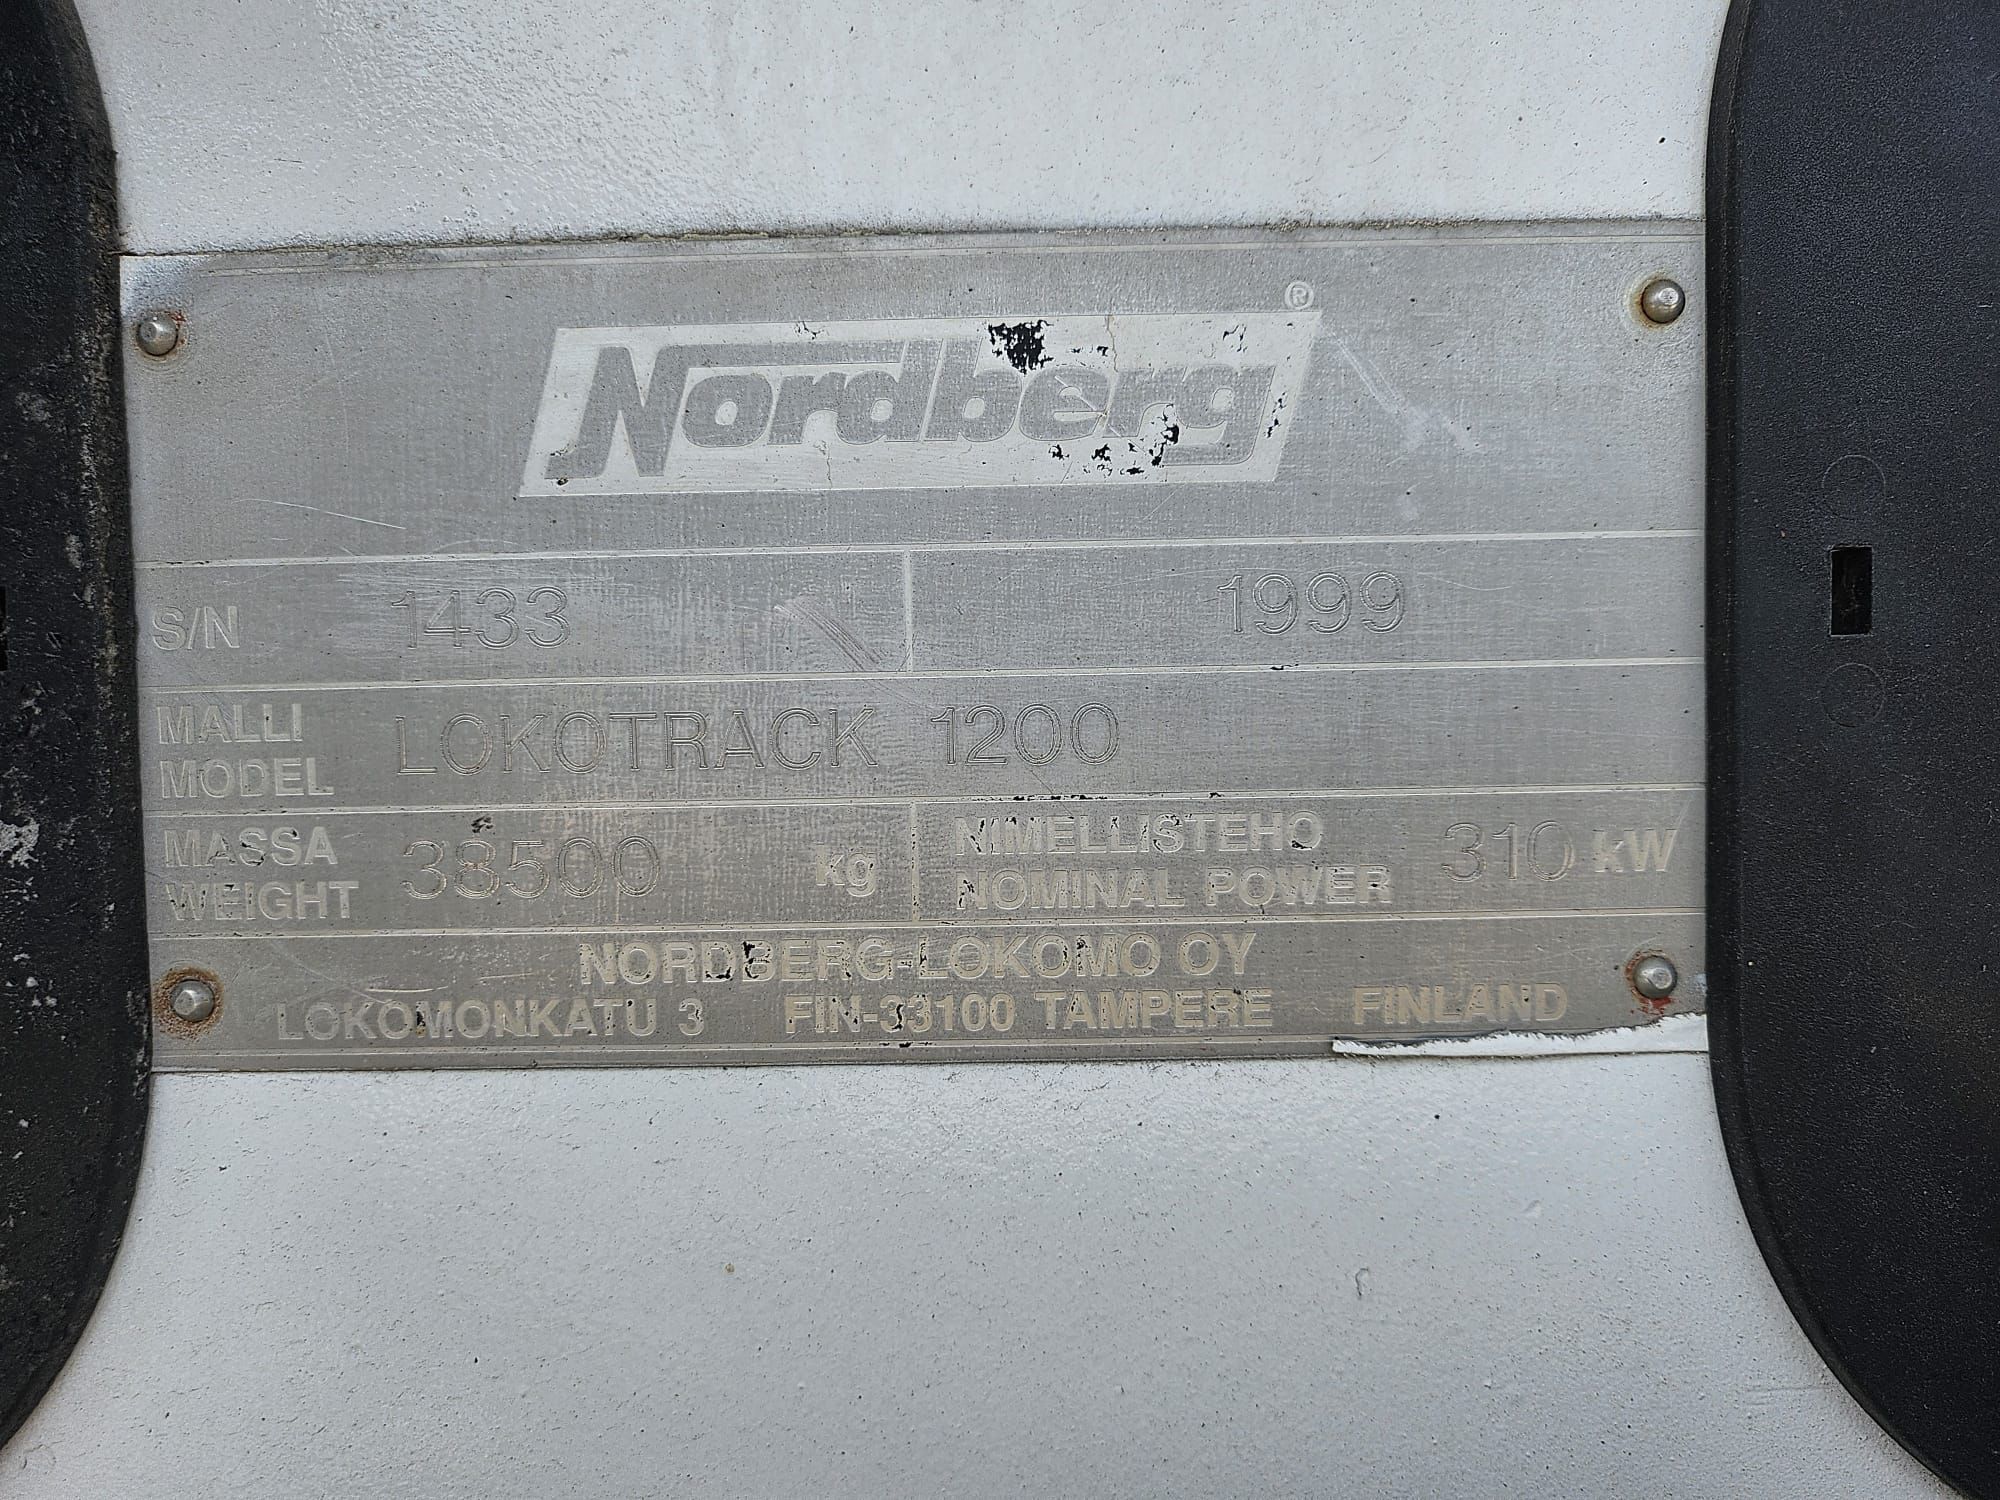 Nordberg®
S/N 1433 1999
MALLI
MODEL LOKOTRACK 1200
MASSA
WEIGHT 38500 kg
NIMELLISTEHO
NOMINAL POWER 310 kW
NORDBERG-LOKOMO OY
LOKOMONKATU 3 FIN-33100 TAMPERE FINLAND